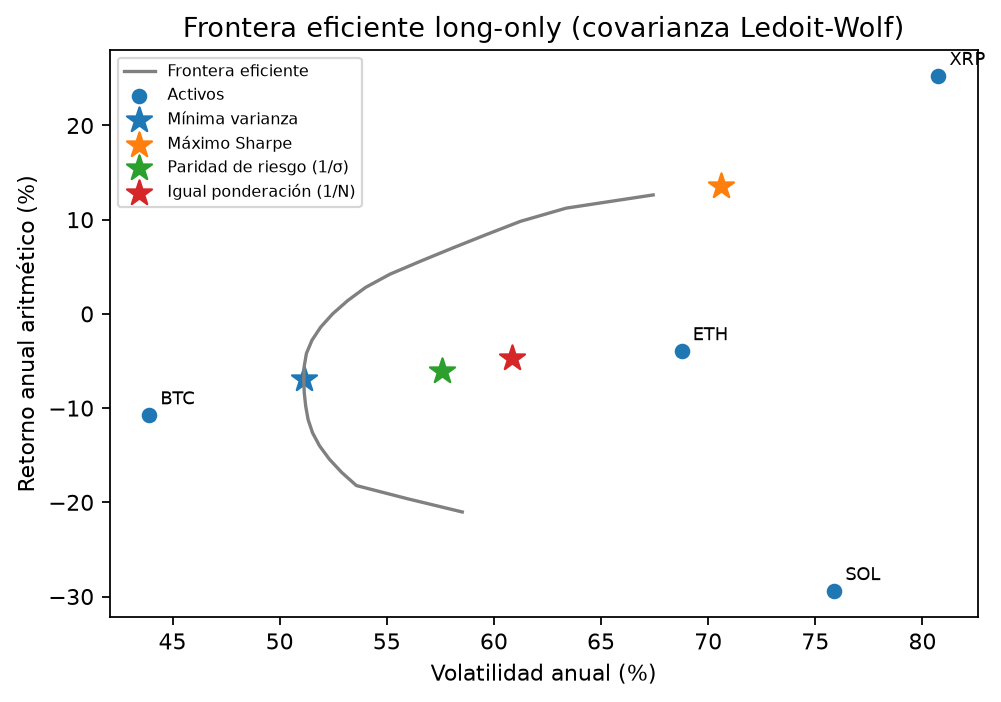 Frontera eficiente long-only (covarianza Ledoit-Wolf)
Frontera eficiente
Activos
Mínima varianza
Máximo Sharpe
Paridad de riesgo (1/σ)
Igual ponderación (1/N)
XRP
ETH
BTC
SOL
Retorno anual aritmético (%)
20
10
0
−10
−20
−30
45 50 55 60 65 70 75 80
Volatilidad anual (%)